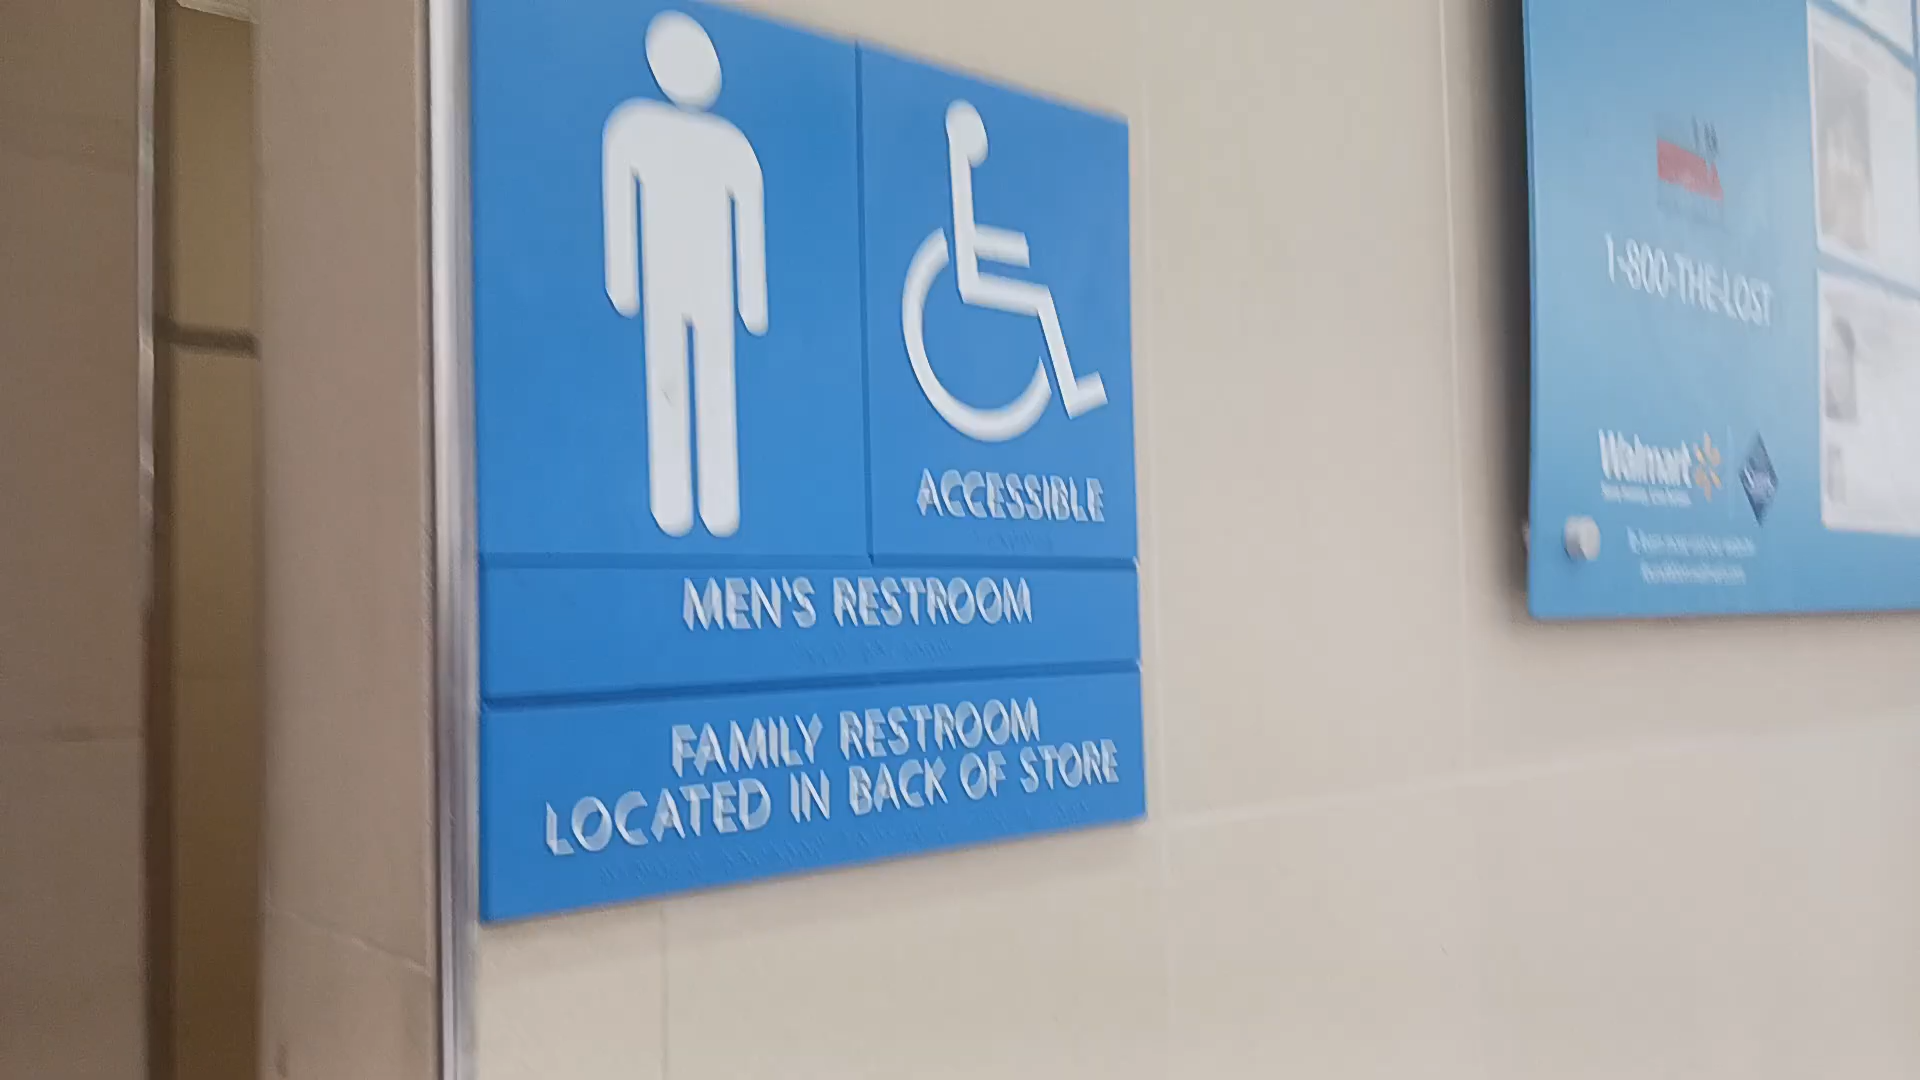 ACCESSIBLE
MEN'S RESTROOM
FAMILY RESTROOM
LOCATED IN BACK OF STORE
1-800-THE-LOST
Walmart